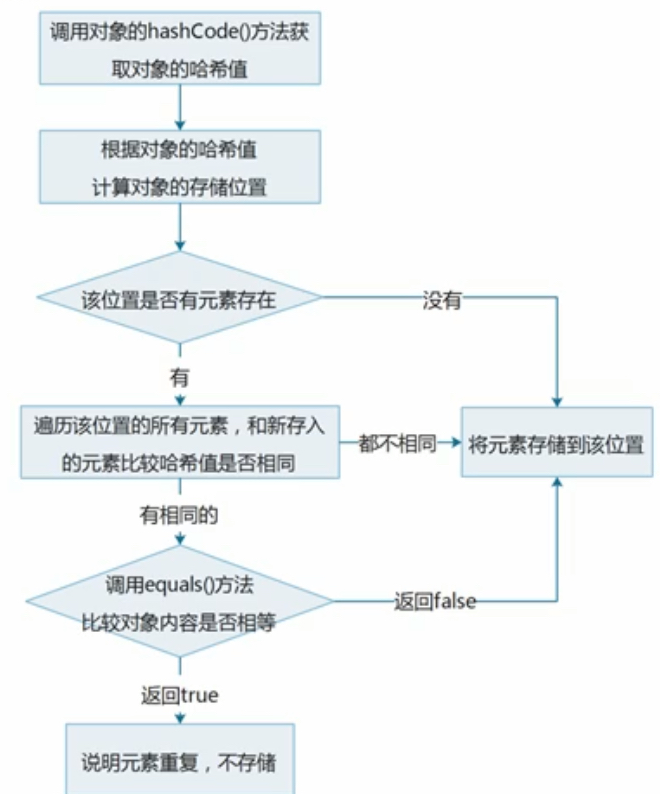 调用对象的hashCode()方法获
取对象的哈希值
根据对象的哈希值
计算对象的存储位置
该位置是否有元素存在
没有
有
遍历该位置的所有元素，和新存入
的元素比较哈希值是否相同
都不相同
将元素存储到该位置
有相同的
调用equals()方法
比较对象内容是否相等
返回false
返回true
说明元素重复，不存储